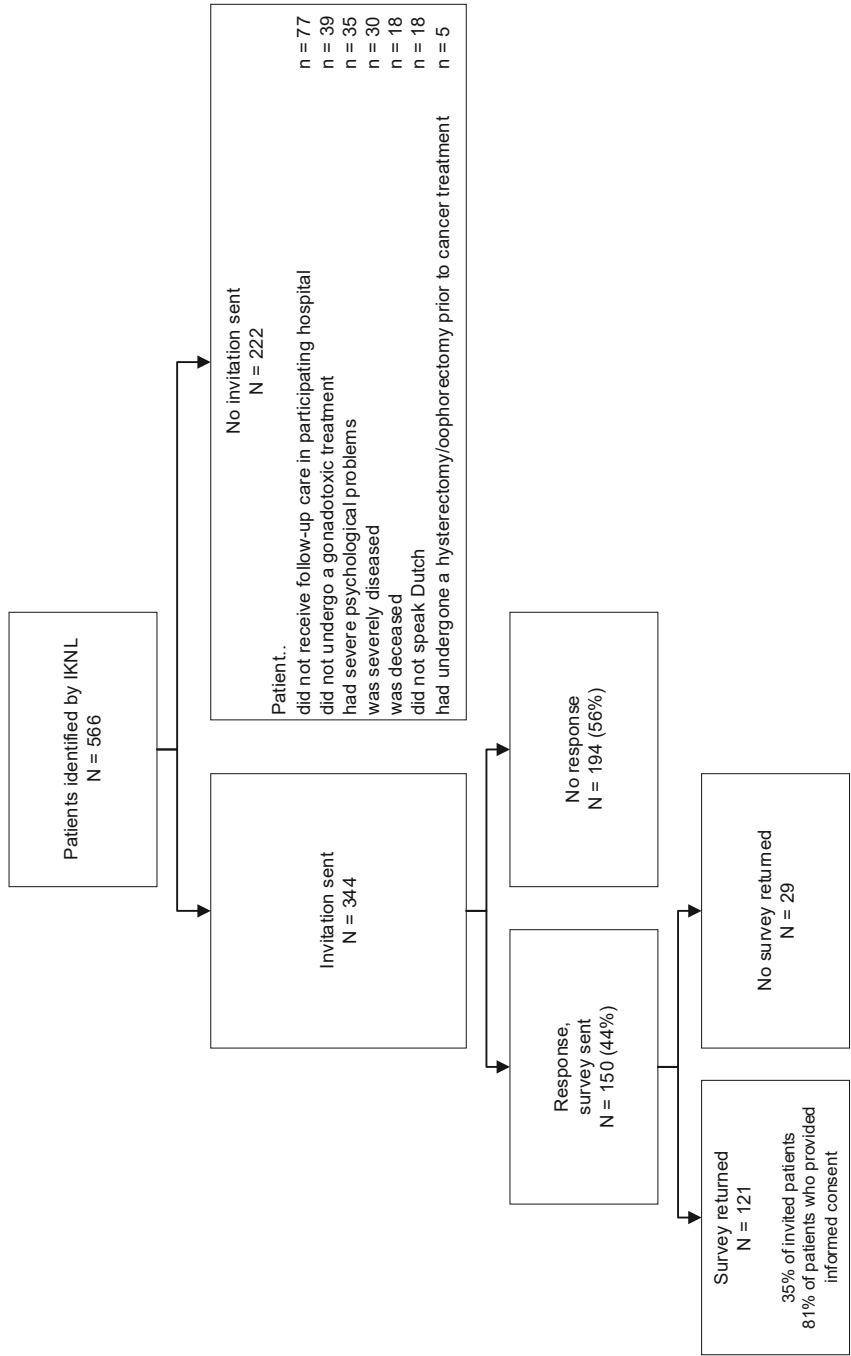 Patients identified by IKNL
N = 566
Invitation sent
N = 344
No invitation sent
N = 222
Patient..
did not receive follow-up care in participating hospital n = 77
did not undergo a gonadotoxic treatment n = 39
had severe psychological problems n = 35
was severely diseased n = 30
was deceased n = 18
did not speak Dutch n = 18
had undergone a hysterectomy/oophorectomy prior to cancer treatment n = 5
Response,
survey sent
N = 150 (44%)
No response
N = 194 (56%)
Survey returned
N = 121
35% of invited patients
81% of patients who provided
informed consent
No survey returned
N = 29